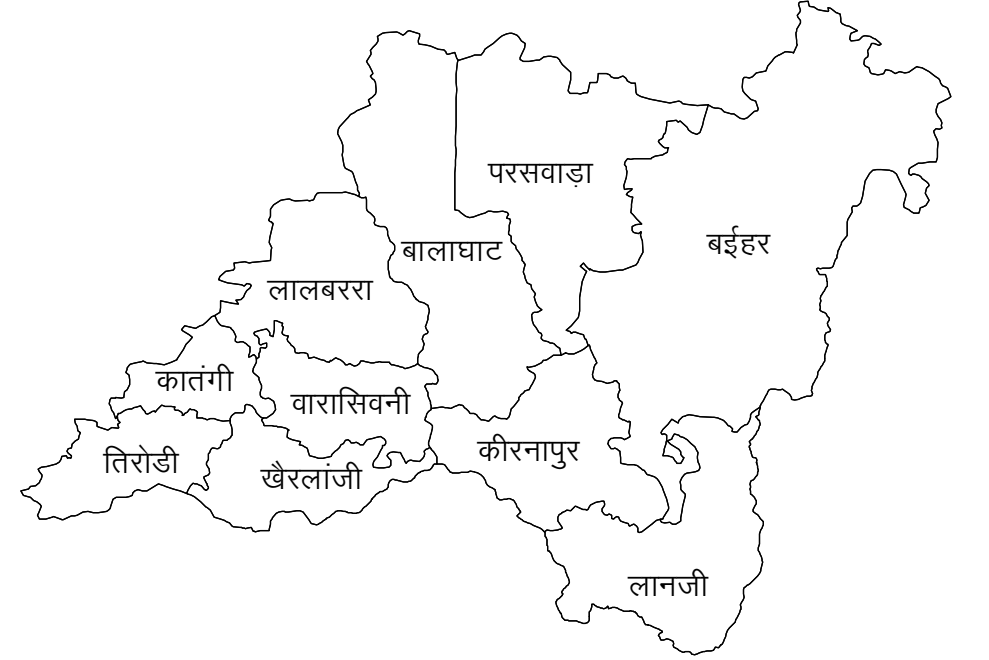 परसवाड़ा
बईहर
बालाघाट
लालबररा
कातंगी
वारासिवनी
कीरनापुर
तिरोडी
खैरलांजी
लानजी